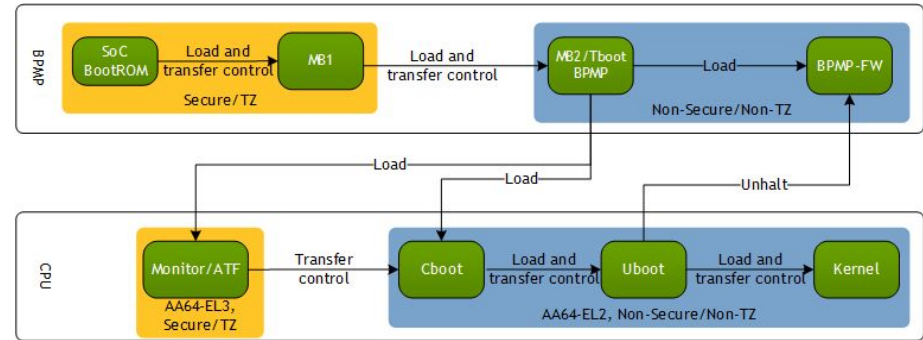 BPMP
SoC
BootROM
Load and
transfer control
MB1
Secure/TZ
Load and
transfer control
MB2/Tboot
BPMP
Load
BPMP-FW
Non-Secure/Non-TZ
Load
Load
Unhalt
CPU
Monitor/ATF
AA64-EL3,
Secure/TZ
Transfer
control
Cboot
Load and
transfer control
Uboot
Load and
transfer control
Kernel
AA64-EL2, Non-Secure/Non-TZ